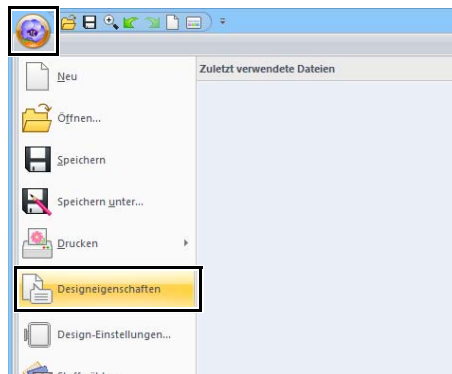 Neu
Zuletzt verwendete Dateien
Öffnen...
Speichern
Speichern unter...
Drucken
Designeigenschaften
Design-Einstellungen...